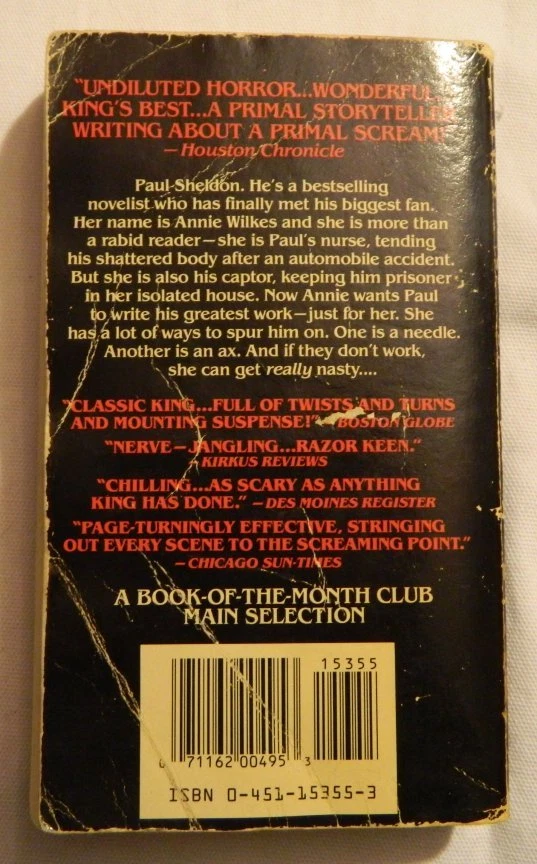 "UNDILUTED HORROR...WONDERFUL
KING'S BEST...A PRIMAL STORYTELLER
WRITING ABOUT A PRIMAL SCREAM!"
—Houston Chronicle
Paul Sheldon. He's a bestselling
novelist who has finally met his biggest fan.
Her name is Annie Wilkes and she is more than
a rabid reader—she is Paul's nurse, tending
his shattered body after an automobile accident.
But she is also his captor, keeping him prisoner
in her isolated house. Now Annie wants Paul
to write his greatest work—just for her. She
has a lot of ways to spur him on. One is a needle.
Another is an ax. And if they don't work,
she can get really nasty....
"CLASSIC KING...FULL OF TWISTS AND TURNS
AND MOUNTING SUSPENSE!" —BOSTON GLOBE
"NERVE—JANGLING...RAZOR KEEN."
—KIRKUS REVIEWS
"CHILLING...AS SCARY AS ANYTHING
KING HAS DONE." —DES MOINES REGISTER
"PAGE-TURNINGLY EFFECTIVE, STRINGING
OUT EVERY SCENE TO THE SCREAMING POINT."
—CHICAGO SUN-TIMES
A BOOK-OF-THE-MONTH CLUB
MAIN SELECTION
15355
0 71162 00495 3
ISBN 0-451-15355-3